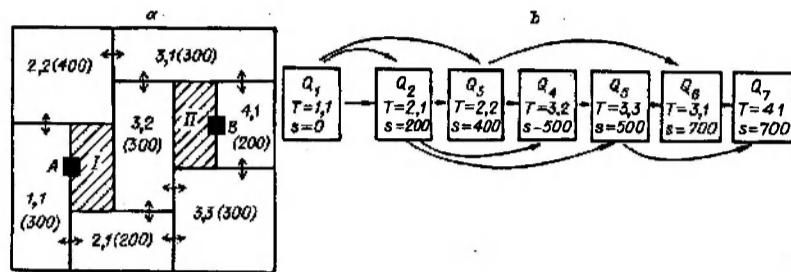 a
b
2,2(400)
3,1(300)
3,2
(300)
II
B
4,1
(200)
A
I
1,1
(300)
2,1(200)
3,3(300)
Q₁
T=1,1
s=0
Q₂
T=2,1
s=200
Q₃
T=2,2
s=400
Q₄
T=3,2
s-500
Q₅
T=3,3
s=500
Q₆
T=3,1
s=700
Q₇
T=41
s=700